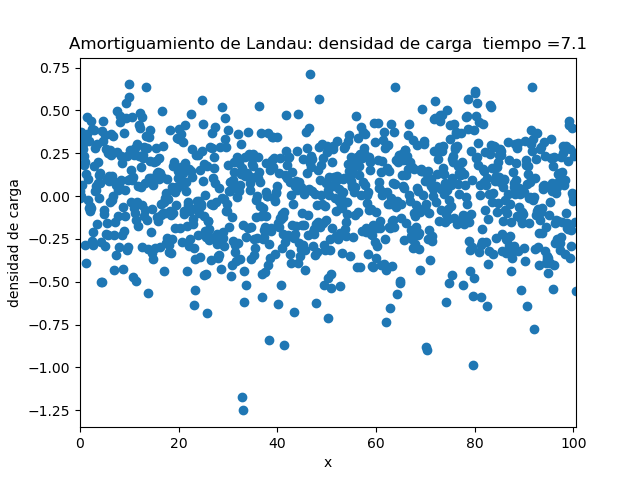 Amortiguamiento de Landau: densidad de carga  tiempo =7.1
densidad de carga
0.75
0.50
0.25
0.00
−0.25
−0.50
−0.75
−1.00
−1.25
0 20 40 60 80 100
x